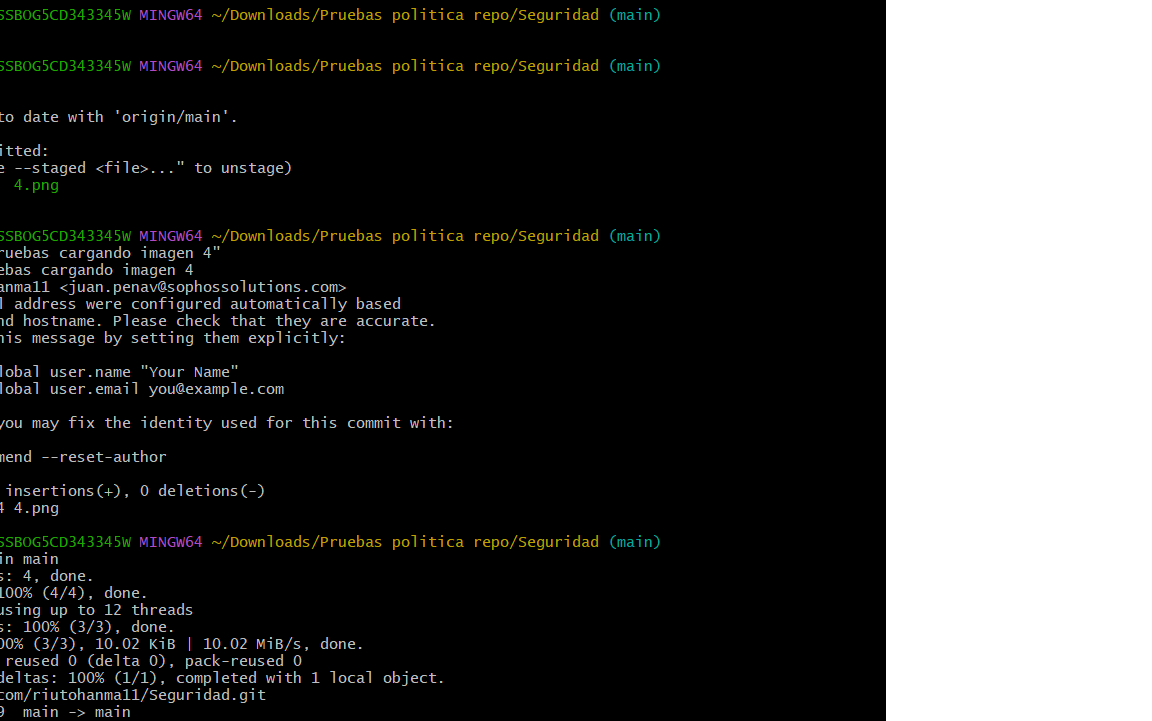 SSBOG5CD343345W MINGW64 ~/Downloads/Pruebas politica repo/Seguridad (main)
SSBOG5CD343345W MINGW64 ~/Downloads/Pruebas politica repo/Seguridad (main)
to date with 'origin/main'.
itted:
e --staged <file>..." to unstage)
4.png
SSBOG5CD343345W MINGW64 ~/Downloads/Pruebas politica repo/Seguridad (main)
ruebas cargando imagen 4"
ebas cargando imagen 4
anma11 <juan.penav@sophossolutions.com>
l address were configured automatically based
nd hostname. Please check that they are accurate.
his message by setting them explicitly:
lobal user.name "Your Name"
lobal user.email you@example.com
you may fix the identity used for this commit with:
mend --reset-author
insertions(+), 0 deletions(-)
4 4.png
SSBOG5CD343345W MINGW64 ~/Downloads/Pruebas politica repo/Seguridad (main)
in main
s: 4, done.
100% (4/4), done.
using up to 12 threads
s: 100% (3/3), done.
00% (3/3), 10.02 KiB | 10.02 MiB/s, done.
reused 0 (delta 0), pack-reused 0
deltas: 100% (1/1), completed with 1 local object.
com/riutohanma11/Seguridad.git
9  main -> main